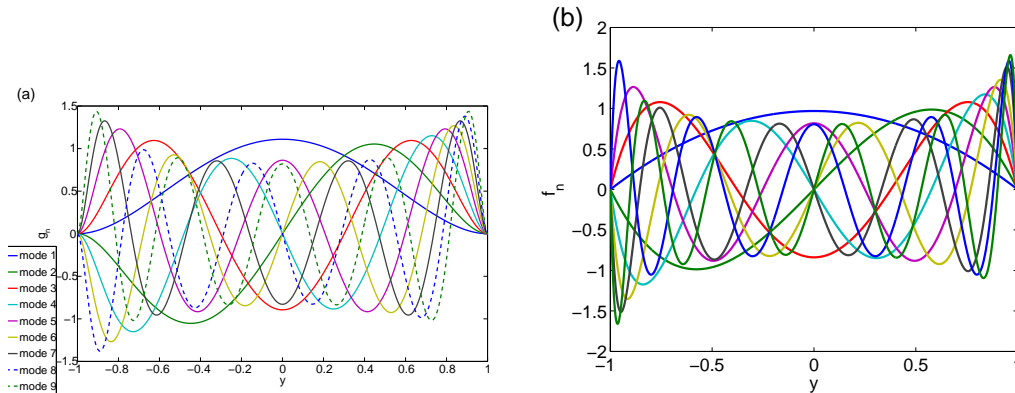 (a)
g_n
1.5
1
0.5
0
−0.5
−1
−1.5
−1 −0.8 −0.6 −0.4 −0.2 0 0.2 0.4 0.6 0.8 1
y
mode 1
mode 2
mode 3
mode 4
mode 5
mode 6
mode 7
mode 8
mode 9
(b)
f_n
2
1.5
1
0.5
0
−0.5
−1
−1.5
−2
−1 −0.5 0 0.5 1
y